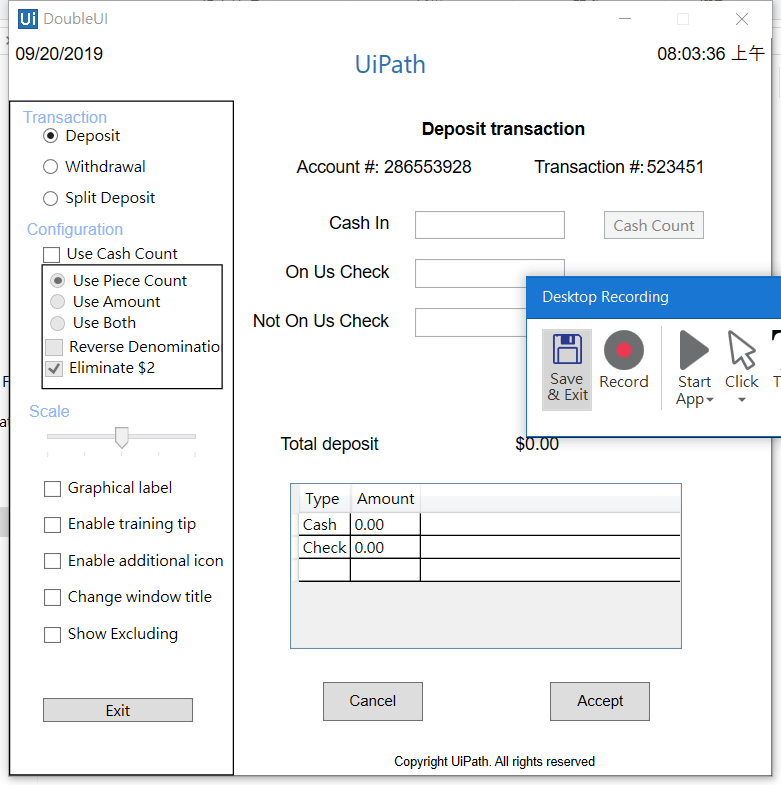 Ui DoubleUI
09/20/2019
08:03:36 上午
UiPath
Transaction
Deposit
Withdrawal
Split Deposit
Configuration
Use Cash Count
Use Piece Count
Use Amount
Use Both
Reverse Denominatio
Eliminate $2
Scale
Graphical label
Enable training tip
Enable additional icon
Change window title
Show Excluding
Exit
Deposit transaction
Account #: 286553928
Transaction #: 523451
Cash In
Cash Count
On Us Check
Not On Us Check
Desktop Recording
Save
& Exit
Record
Start
App
Click
Total deposit
$0.00
Type Amount
Cash 0.00
Check 0.00
Cancel
Accept
Copyright UiPath. All rights reserved